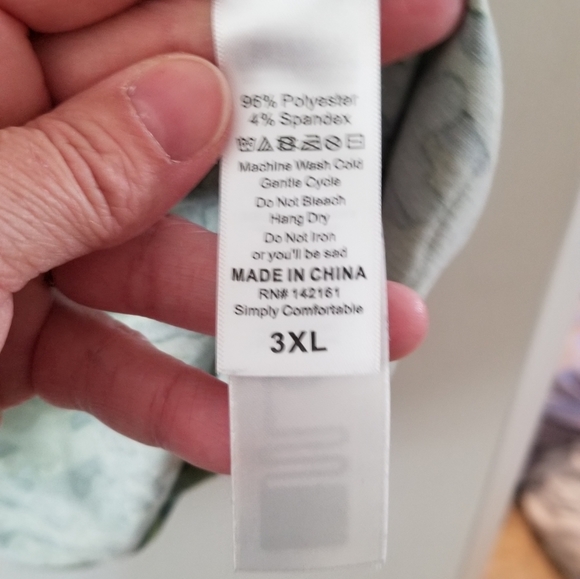 96% Polyester
4% Spandex
Machine Wash Cold
Gentle Cycle
Do Not Bleach
Hang Dry
Do Not Iron
or you'll be sad
MADE IN CHINA
RN# 142161
Simply Comfortable
3XL